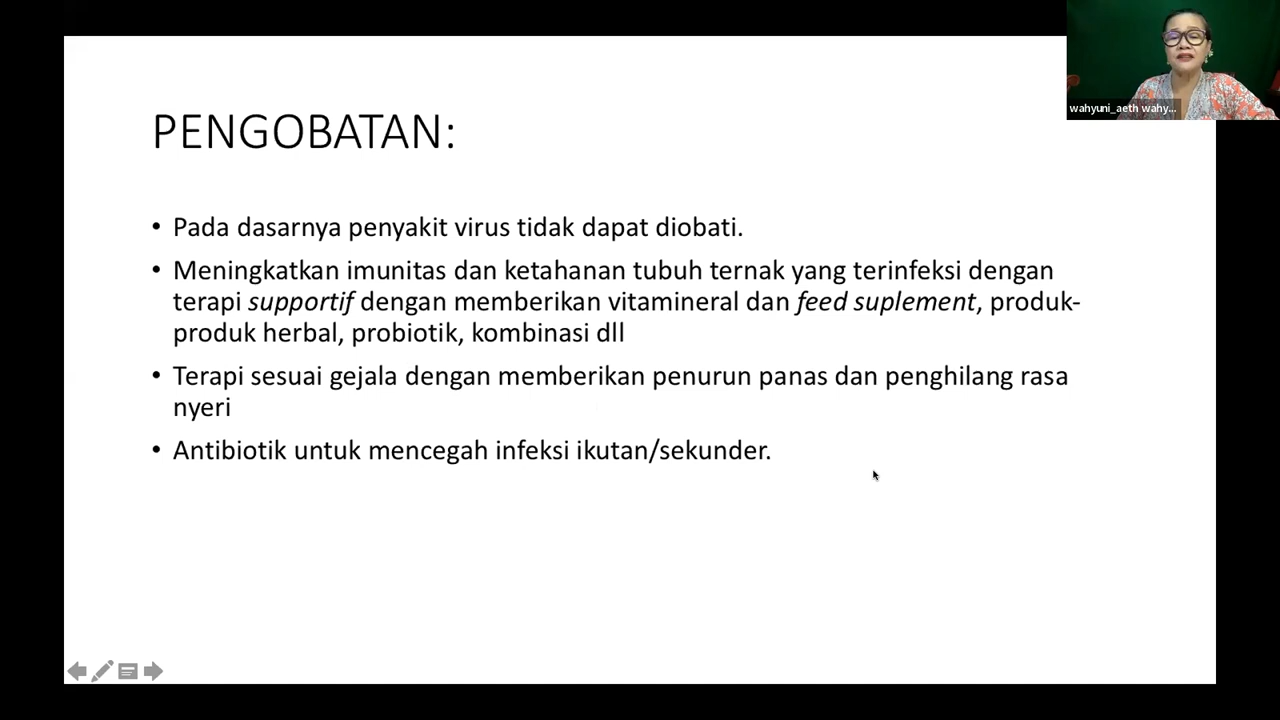 wahyuni_aeth wahy...
PENGOBATAN:
• Pada dasarnya penyakit virus tidak dapat diobati.
• Meningkatkan imunitas dan ketahanan tubuh ternak yang terinfeksi dengan
terapi supportif dengan memberikan vitamineral dan feed suplement, produk-
produk herbal, probiotik, kombinasi dll
• Terapi sesuai gejala dengan memberikan penurun panas dan penghilang rasa
nyeri
• Antibiotik untuk mencegah infeksi ikutan/sekunder.